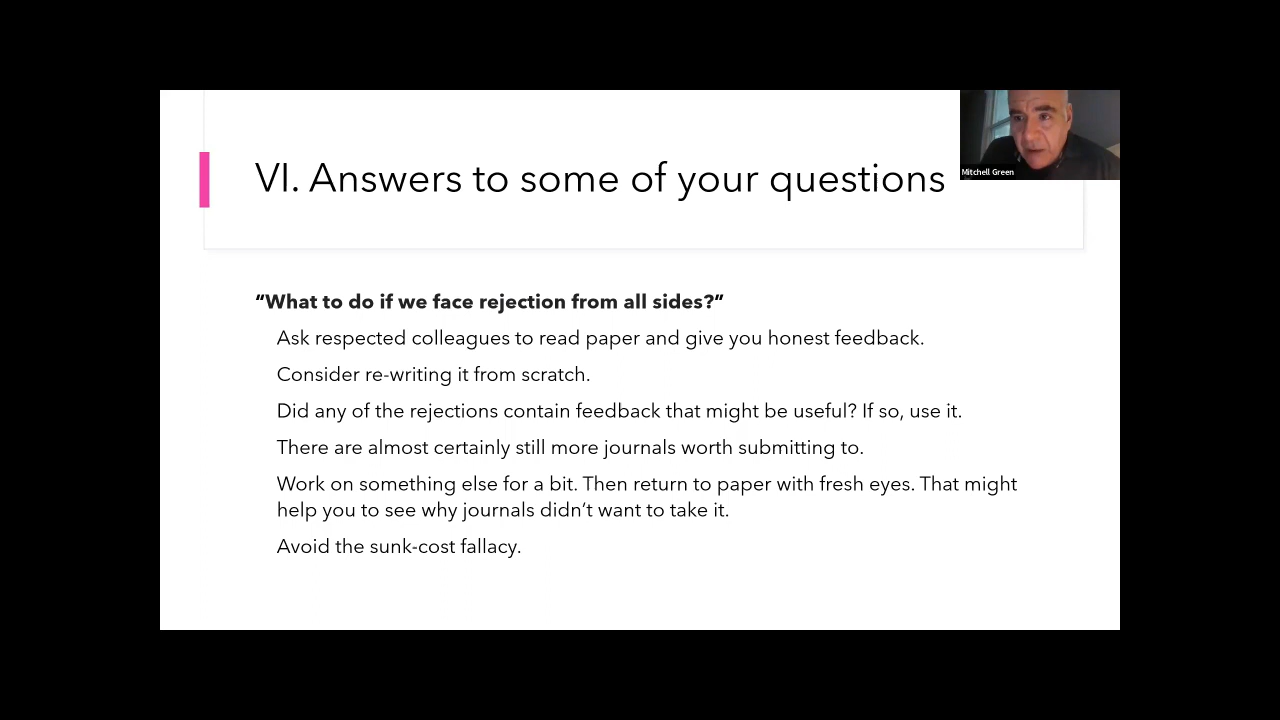 VI. Answers to some of your questions
Mitchell Green
“What to do if we face rejection from all sides?”
Ask respected colleagues to read paper and give you honest feedback.
Consider re-writing it from scratch.
Did any of the rejections contain feedback that might be useful? If so, use it.
There are almost certainly still more journals worth submitting to.
Work on something else for a bit. Then return to paper with fresh eyes. That might
help you to see why journals didn’t want to take it.
Avoid the sunk-cost fallacy.